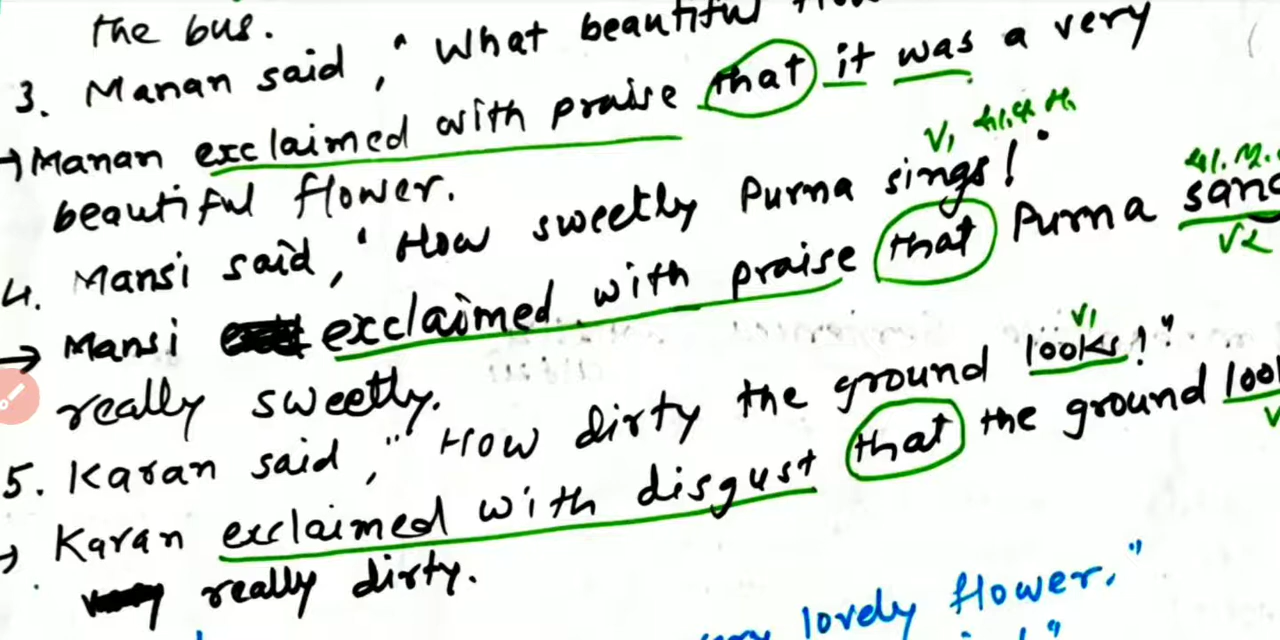 the bus.
3. Manan said, "What beautiful
→ Manan exclaimed with praise that it was a very
beautiful flower.
V1
4. Mansi said, "How sweetly Purna sings!"
→ Mansi exclaimed with praise that Purna sang
V2
really sweetly.
V1
5. Karan said, "How dirty the ground looks!"
→ Karan exclaimed with disgust that the ground
really dirty.
lovely flower."